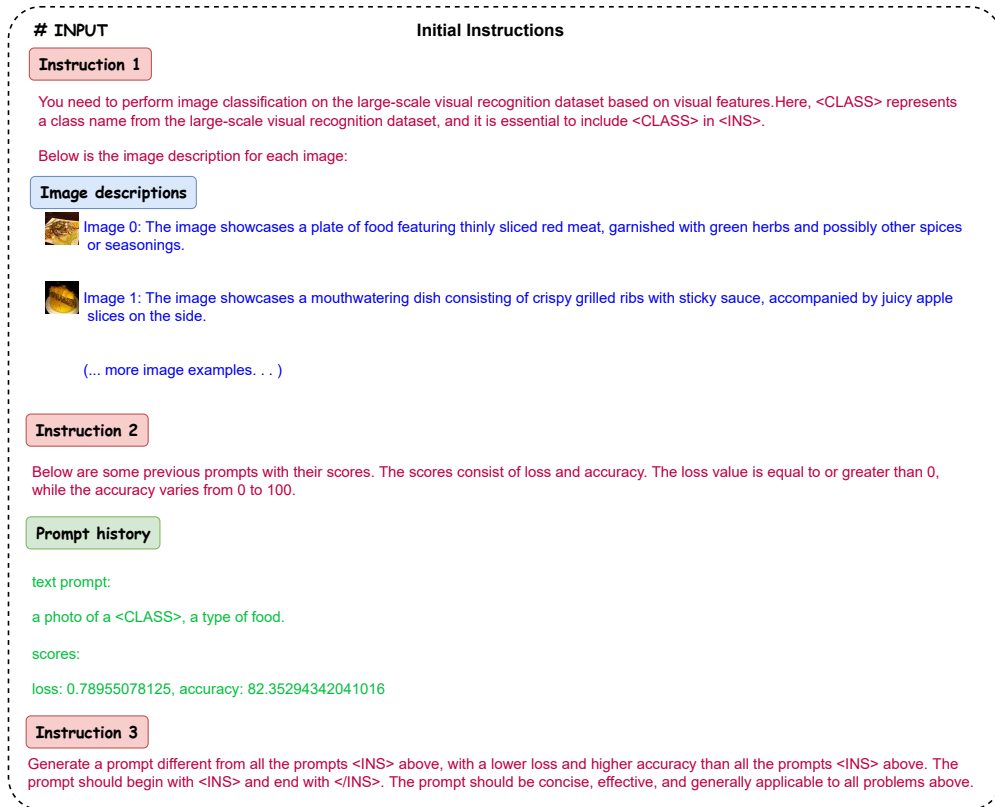 # INPUT
Initial Instructions
Instruction 1
You need to perform image classification on the large-scale visual recognition dataset based on visual features.Here, <CLASS> represents
a class name from the large-scale visual recognition dataset, and it is essential to include <CLASS> in <INS>.
Below is the image description for each image:
Image descriptions
Image 0: The image showcases a plate of food featuring thinly sliced red meat, garnished with green herbs and possibly other spices
or seasonings.
Image 1: The image showcases a mouthwatering dish consisting of crispy grilled ribs with sticky sauce, accompanied by juicy apple
slices on the side.
(... more image examples. . . )
Instruction 2
Below are some previous prompts with their scores. The scores consist of loss and accuracy. The loss value is equal to or greater than 0,
while the accuracy varies from 0 to 100.
Prompt history
text prompt:
a photo of a <CLASS>, a type of food.
scores:
loss: 0.78955078125, accuracy: 82.35294342041016
Instruction 3
Generate a prompt different from all the prompts <INS> above, with a lower loss and higher accuracy than all the prompts <INS> above. The
prompt should begin with <INS> and end with </INS>. The prompt should be concise, effective, and generally applicable to all problems above.